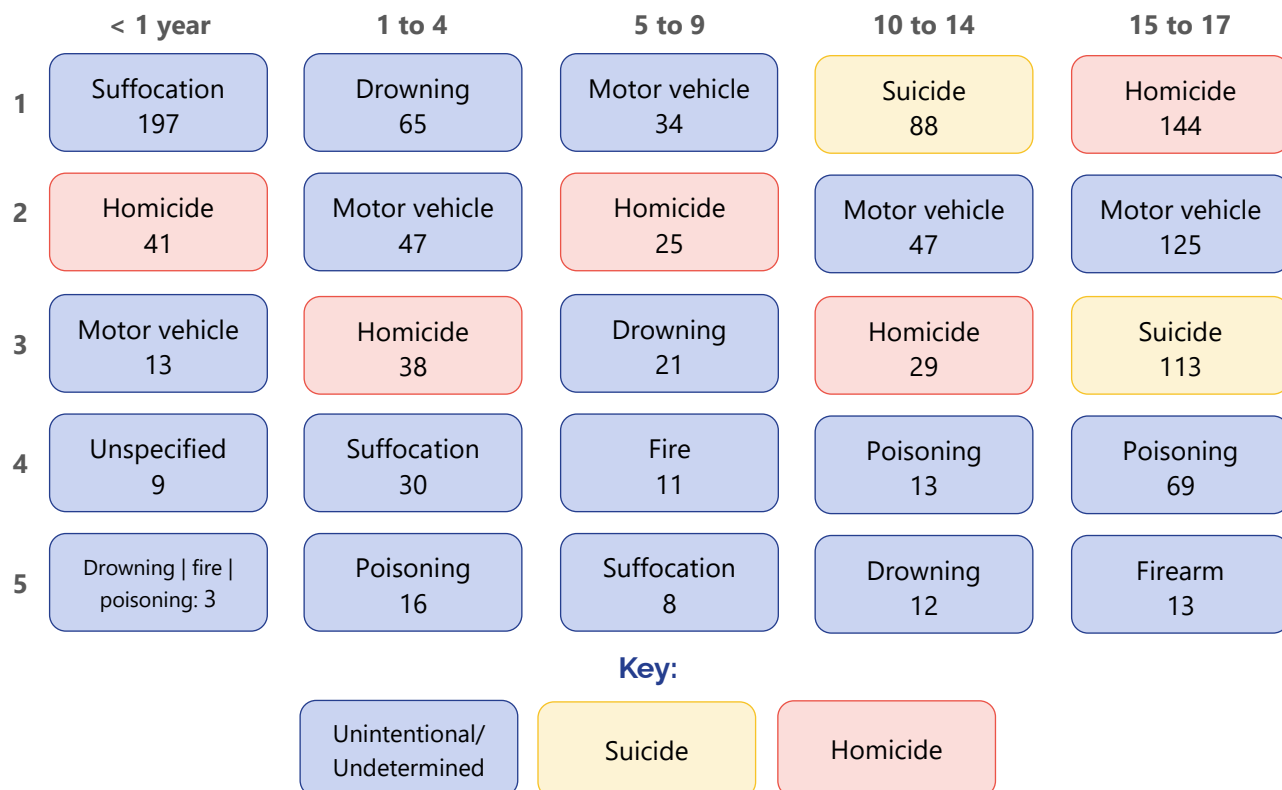 < 1 year 1 to 4 5 to 9 10 to 14 15 to 17
1
Suffocation
197
Drowning
65
Motor vehicle
34
Suicide
88
Homicide
144
2
Homicide
41
Motor vehicle
47
Homicide
25
Motor vehicle
47
Motor vehicle
125
3
Motor vehicle
13
Homicide
38
Drowning
21
Homicide
29
Suicide
113
4
Unspecified
9
Suffocation
30
Fire
11
Poisoning
13
Poisoning
69
5
Drowning | fire |
poisoning: 3
Poisoning
16
Suffocation
8
Drowning
12
Firearm
13
Key:
Unintentional/
Undetermined
Suicide
Homicide